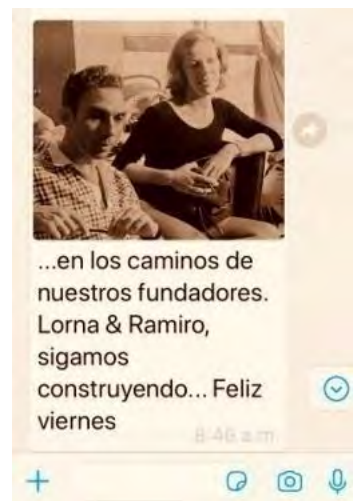 ...en los caminos de
nuestros fundadores.
Lorna & Ramiro,
sigamos
construyendo... Feliz
viernes
8:46 a.m.